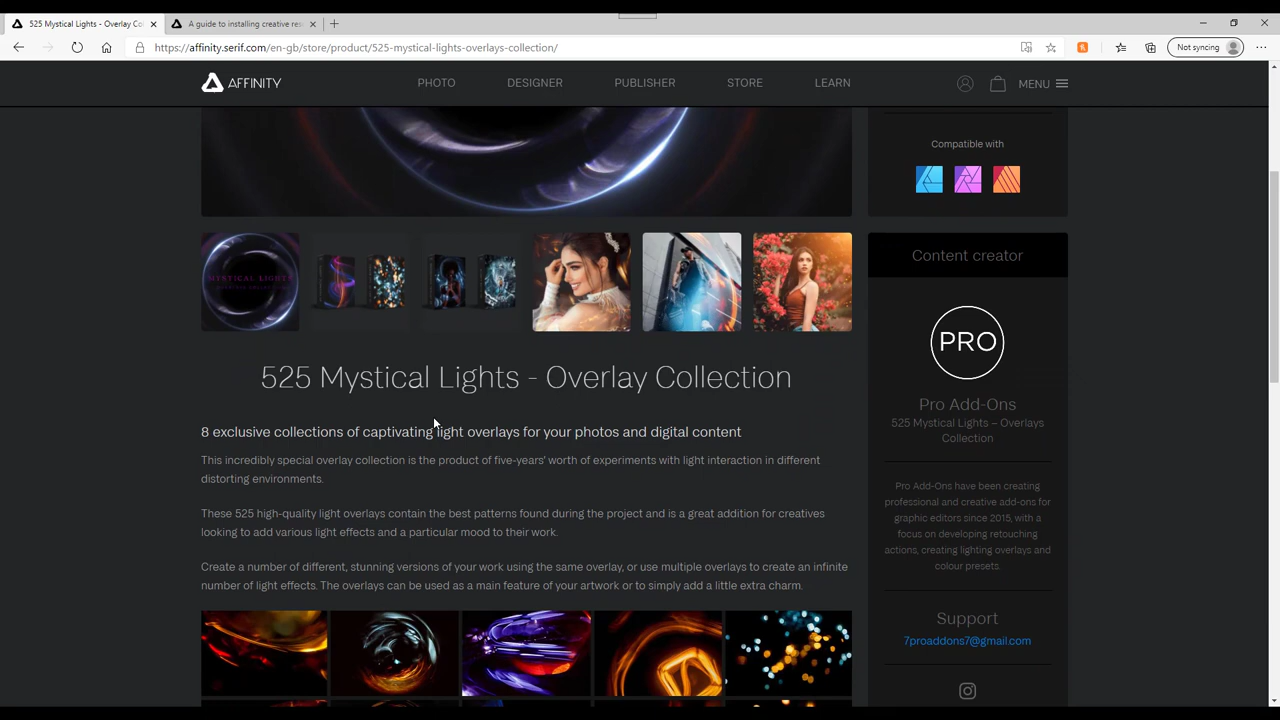 525 Mystical Lights - Overlay Co
A guide to installing creative res
https://affinity.serif.com/en-gb/store/product/525-mystical-lights-overlays-collection/
Not syncing
AFFINITY
PHOTO
DESIGNER
PUBLISHER
STORE
LEARN
MENU
Compatible with
MYSTICAL LIGHTS
525 Mystical Lights - Overlay Collection
8 exclusive collections of captivating light overlays for your photos and digital content
This incredibly special overlay collection is the product of five-years' worth of experiments with light interaction in different
distorting environments.
These 525 high-quality light overlays contain the best patterns found during the project and is a great addition for creatives
looking to add various light effects and a particular mood to their work.
Create a number of different, stunning versions of your work using the same overlay, or use multiple overlays to create an infinite
number of light effects. The overlays can be used as a main feature of your artwork or to simply add a little extra charm.
Content creator
PRO
Pro Add-Ons
525 Mystical Lights – Overlays
Collection
Pro Add-Ons have been creating
professional and creative add-ons for
graphic editors since 2015, with a
focus on developing retouching
actions, creating lighting overlays and
colour presets.
Support
7proaddons7@gmail.com